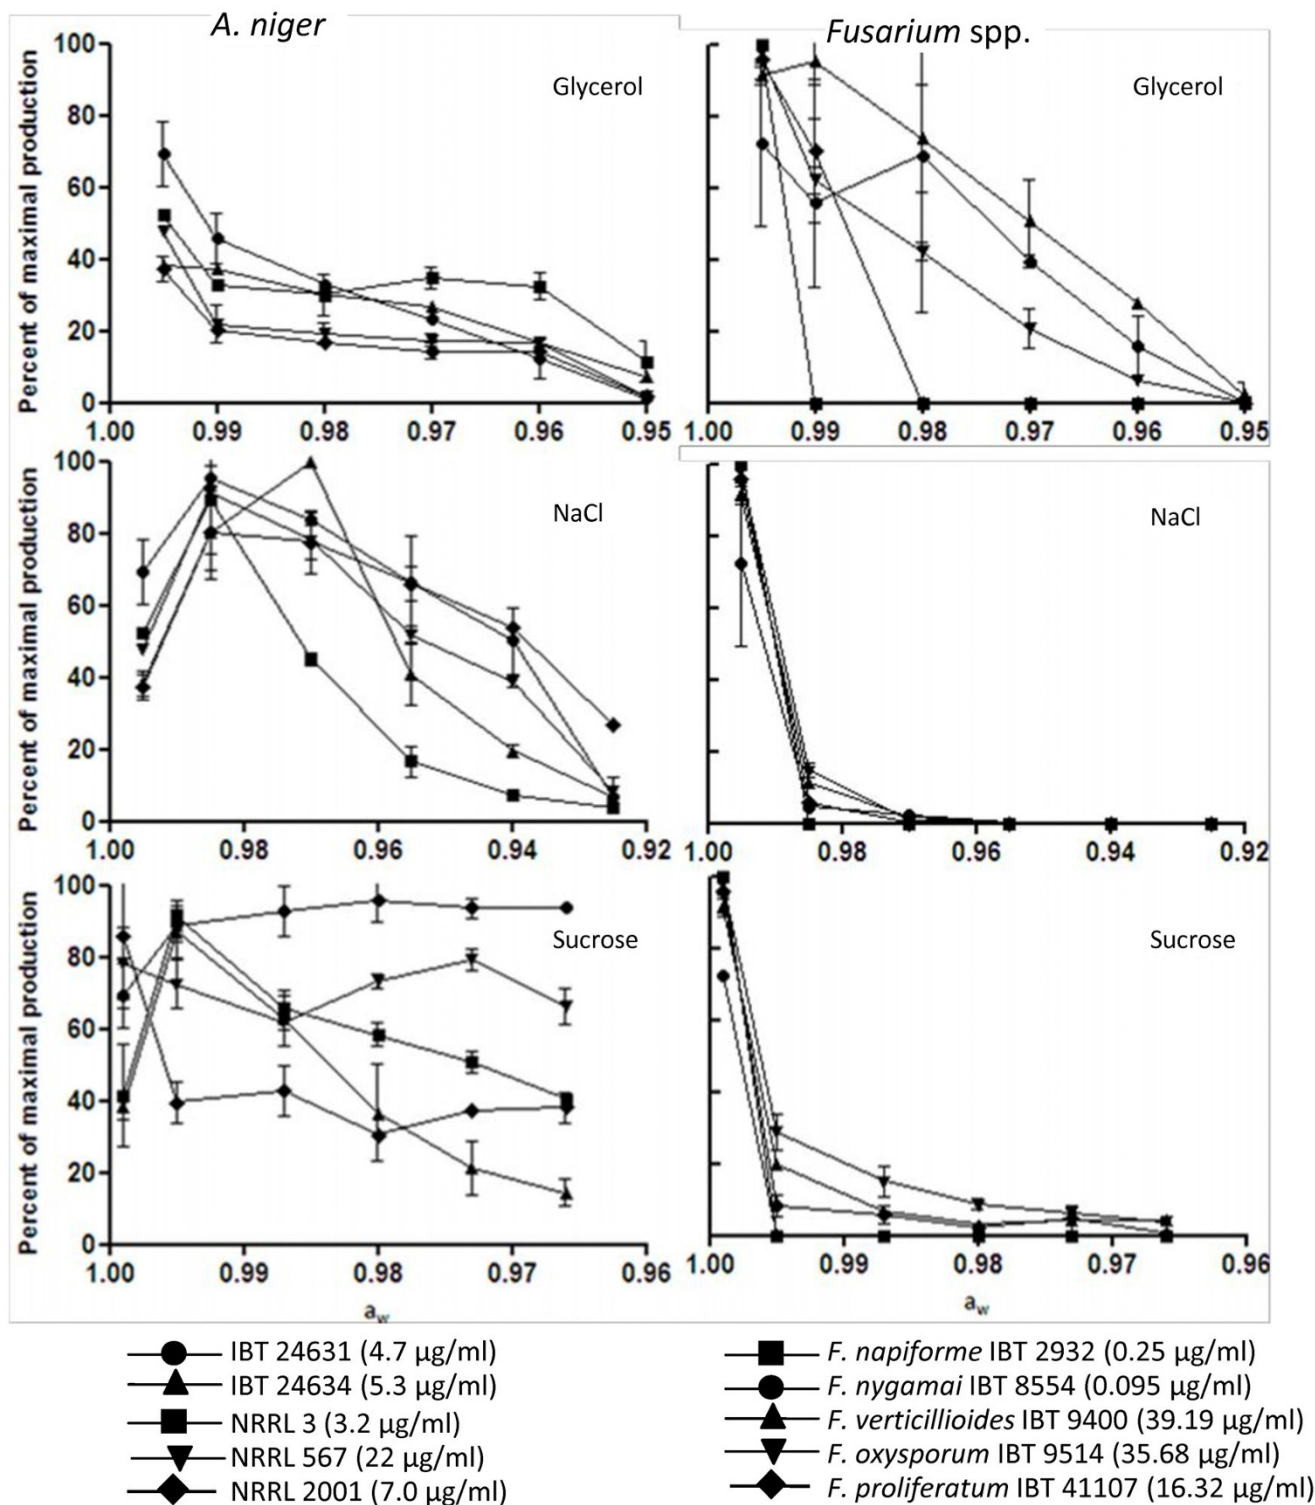 A. niger
Fusarium spp.
Percent of maximal production
100
80
60
40
20
0
Glycerol
1.00 0.99 0.98 0.97 0.96 0.95
Glycerol
1.00 0.99 0.98 0.97 0.96 0.95
Percent of maximal production
100
80
60
40
20
0
NaCl
1.00 0.98 0.96 0.94 0.92
NaCl
1.00 0.98 0.96 0.94 0.92
Percent of maximal production
100
80
60
40
20
0
Sucrose
1.00 0.99 0.98 0.97 0.96
aw
Sucrose
1.00 0.99 0.98 0.97 0.96
aw
IBT 24631 (4.7 µg/ml)
IBT 24634 (5.3 µg/ml)
NRRL 3 (3.2 µg/ml)
NRRL 567 (22 µg/ml)
NRRL 2001 (7.0 µg/ml)
F. napiforme IBT 2932 (0.25 µg/ml)
F. nygamai IBT 8554 (0.095 µg/ml)
F. verticillioides IBT 9400 (39.19 µg/ml)
F. oxysporum IBT 9514 (35.68 µg/ml)
F. proliferatum IBT 41107 (16.32 µg/ml)